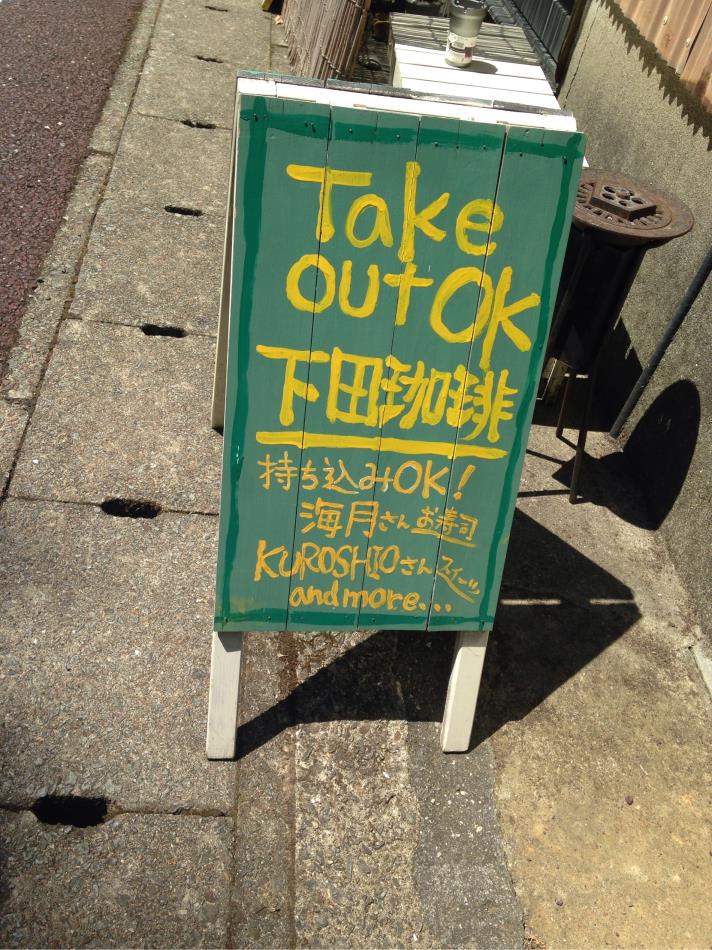 Take
out OK
下田珈琲
持ち込みOK!
海月さんお寿司
KUROSHIOさんスイーツ
and more...